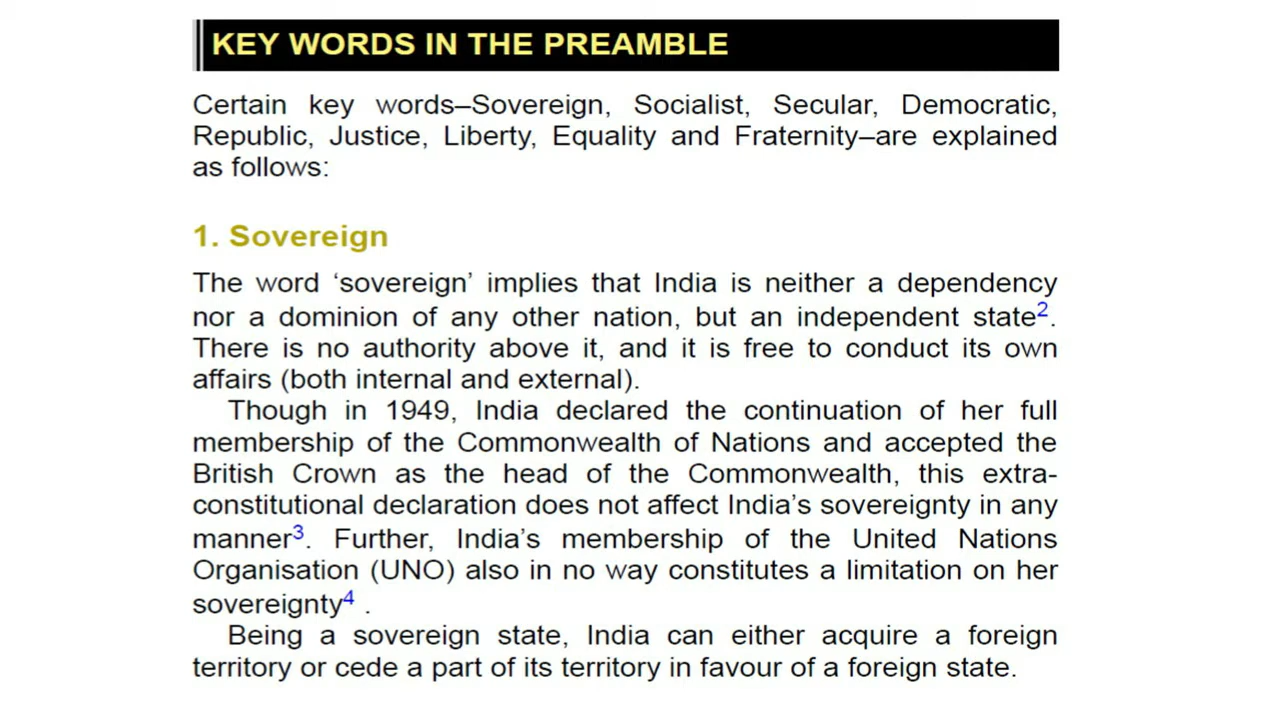 KEY WORDS IN THE PREAMBLE
Certain key words–Sovereign, Socialist, Secular, Democratic,
Republic, Justice, Liberty, Equality and Fraternity–are explained
as follows:
1. Sovereign
The word ‘sovereign’ implies that India is neither a dependency
nor a dominion of any other nation, but an independent state2.
There is no authority above it, and it is free to conduct its own
affairs (both internal and external).
Though in 1949, India declared the continuation of her full
membership of the Commonwealth of Nations and accepted the
British Crown as the head of the Commonwealth, this extra-
constitutional declaration does not affect India’s sovereignty in any
manner3. Further, India’s membership of the United Nations
Organisation (UNO) also in no way constitutes a limitation on her
sovereignty4 .
Being a sovereign state, India can either acquire a foreign
territory or cede a part of its territory in favour of a foreign state.